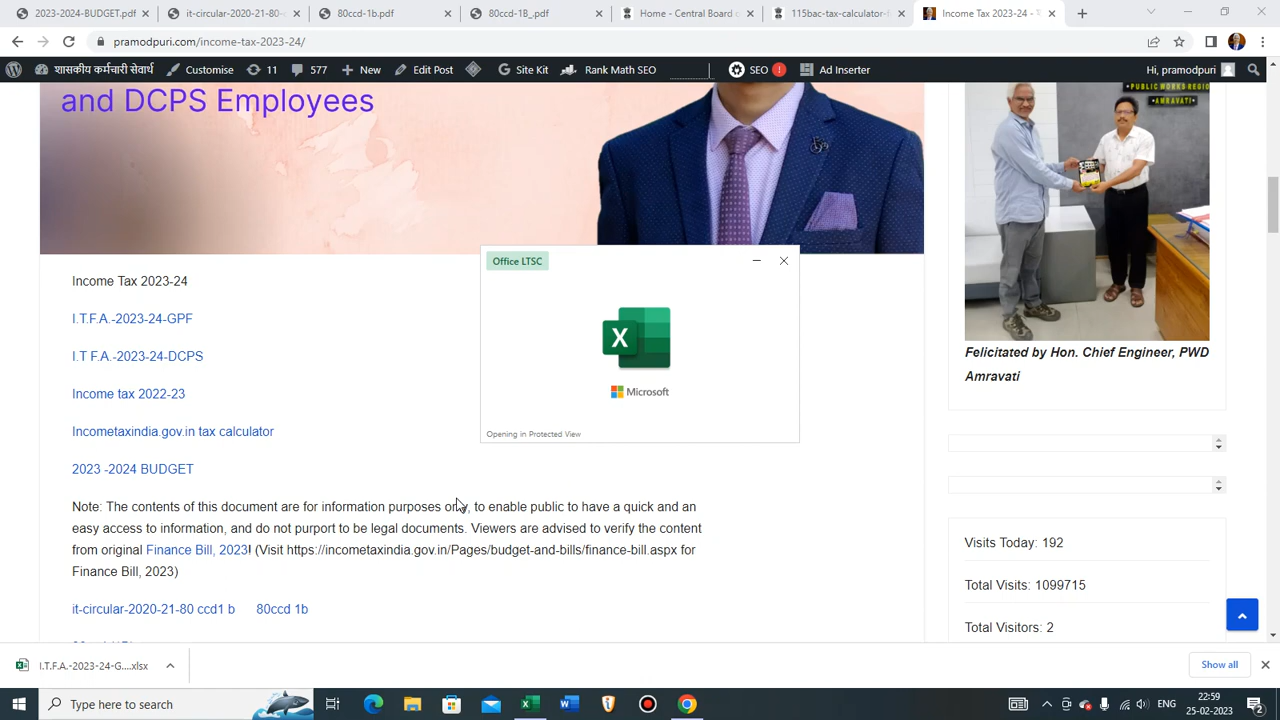 2023-2024-BUDGET.pdf
it-circular-2020-21-80-c
80ccd-1b.pdf
80ccd-18_.pdf
Home - Central Board c
115bac-tax-calculator-
Income Tax 2023-24 -
pramodpuri.com/income-tax-2023-24/
शासकीय कर्मचारी सेवार्थ
Customise
11
577
New
Edit Post
Site Kit
Rank Math SEO
SEO
!
Ad Inserter
Hi, pramodpuri
and DCPS Employees
PUBLIC WORKS REGIO
AMRAVATI
Office LTSC
X
Microsoft
Opening in Protected View
Income Tax 2023-24
I.T.F.A.-2023-24-GPF
I.T F.A.-2023-24-DCPS
Income tax 2022-23
Incometaxindia.gov.in tax calculator
2023 -2024 BUDGET
Note: The contents of this document are for information purposes only, to enable public to have a quick and an
easy access to information, and do not purport to be legal documents. Viewers are advised to verify the content
from original Finance Bill, 2023! (Visit https://incometaxindia.gov.in/Pages/budget-and-bills/finance-bill.aspx for
Finance Bill, 2023)
it-circular-2020-21-80 ccd1 b 80ccd 1b
Felicitated by Hon. Chief Engineer, PWD
Amravati
Visits Today: 192
Total Visits: 1099715
Total Visitors: 2
I.T.F.A.-2023-24-G....xlsx
Show all
Type here to search
ENG
22:59
25-02-2023
2